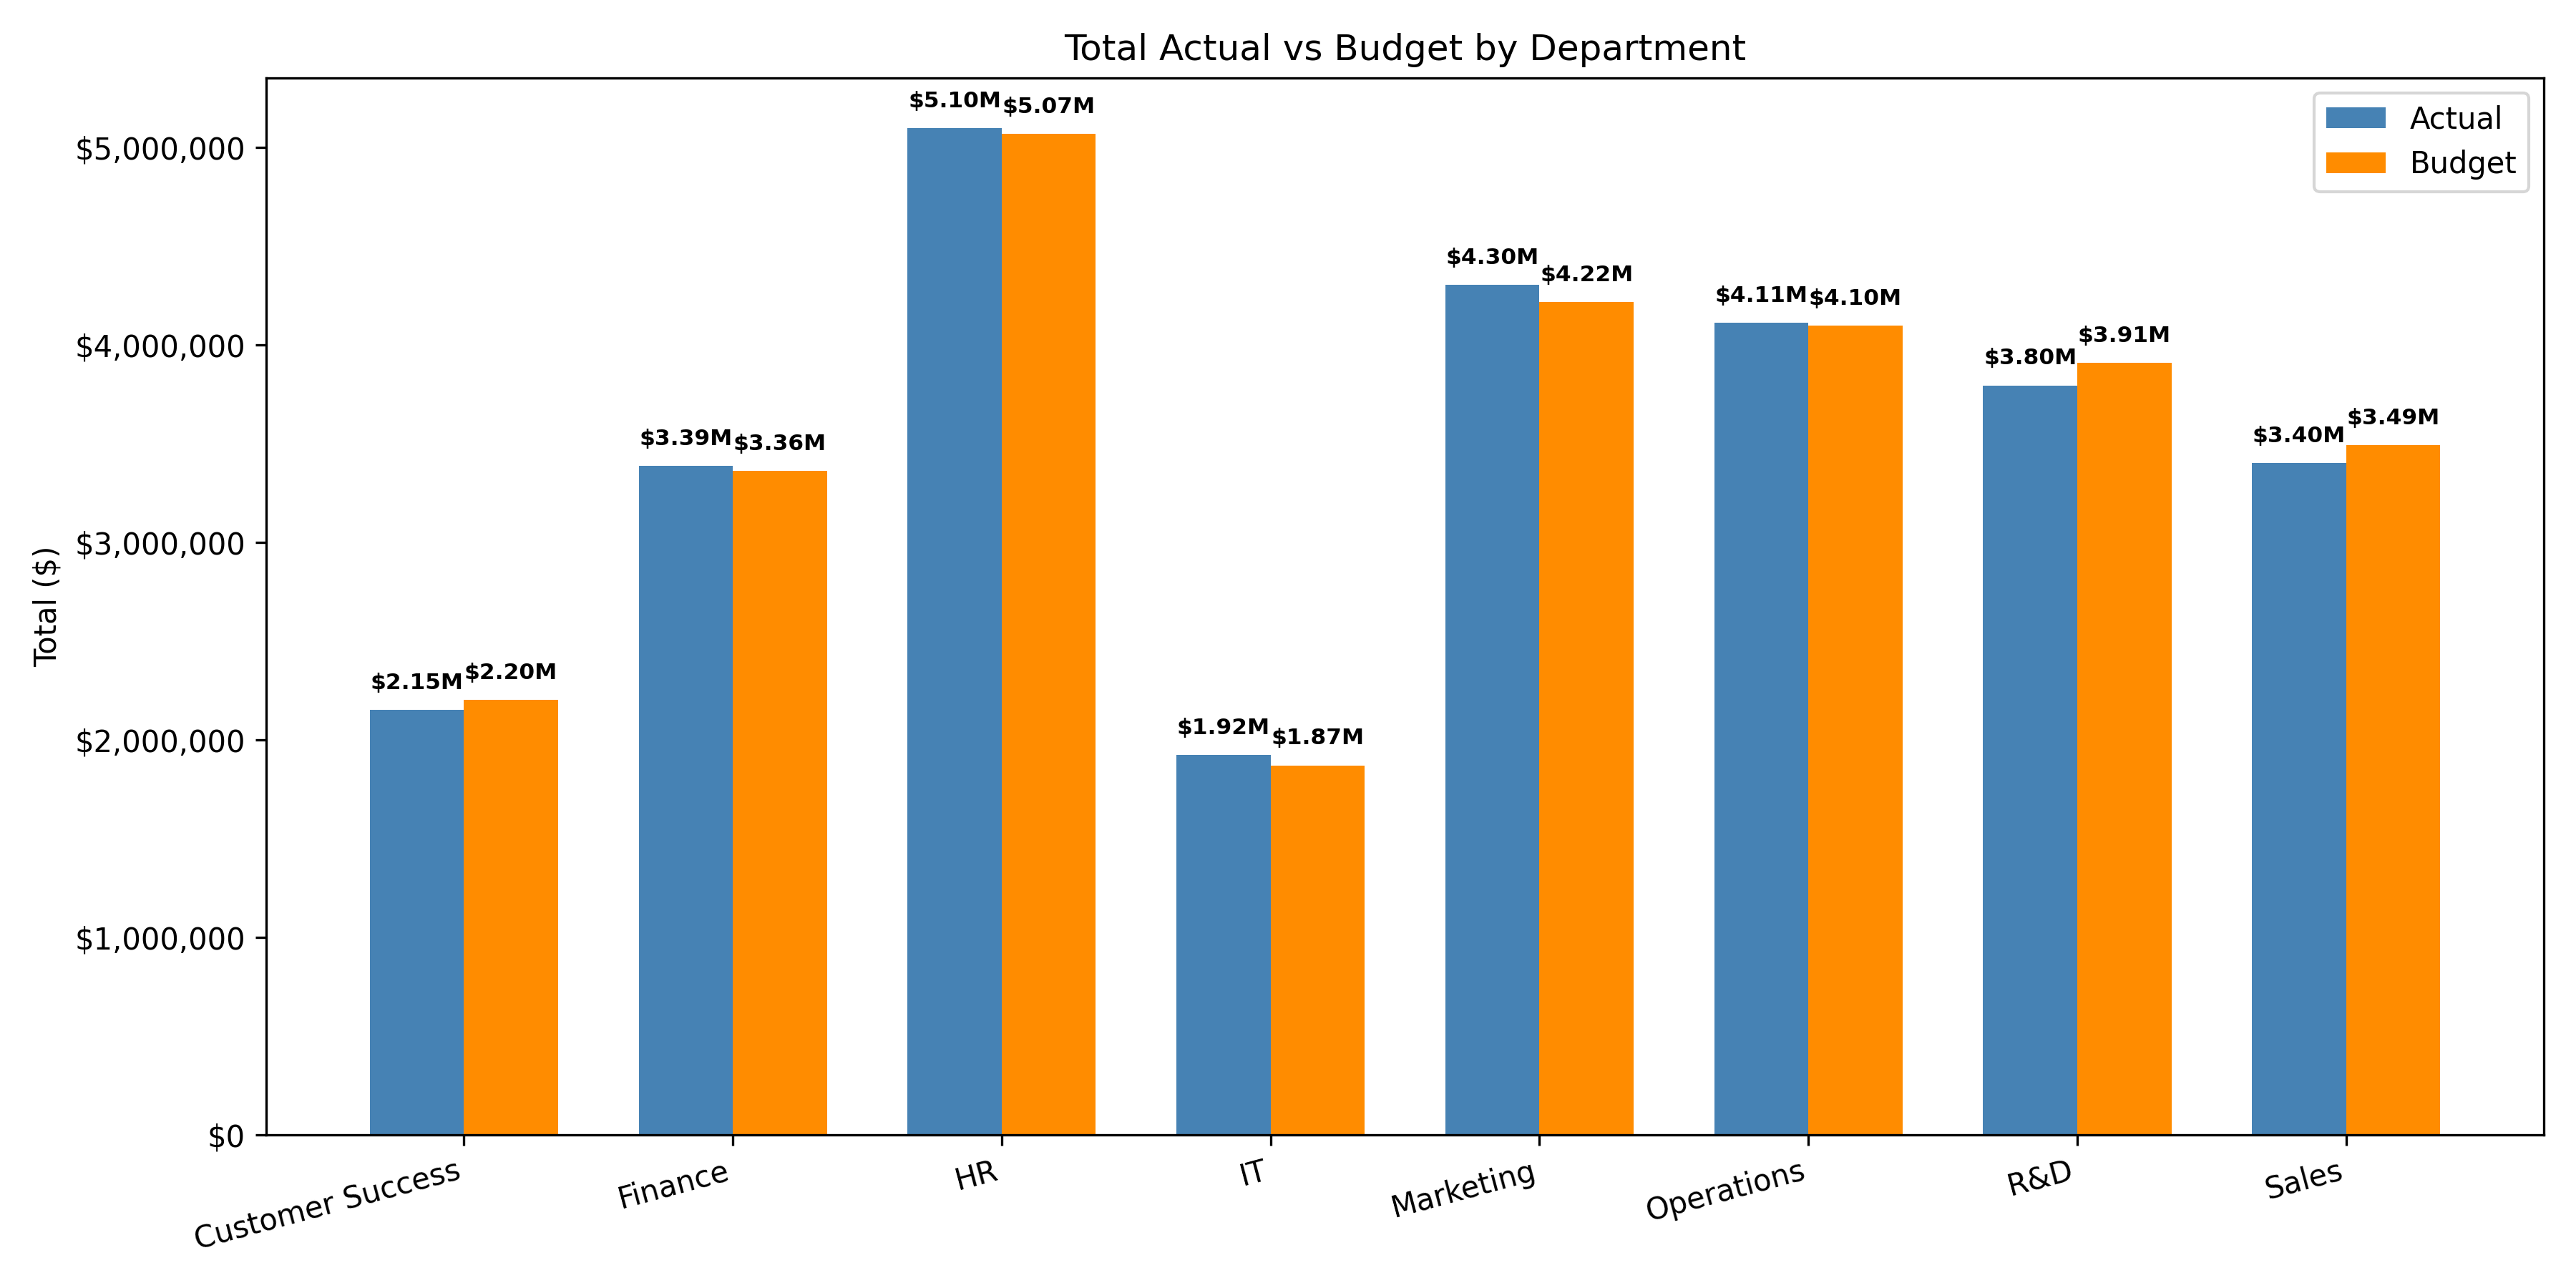 Total Actual vs Budget by Department
Actual
Budget
Total ($)
$5,000,000
$4,000,000
$3,000,000
$2,000,000
$1,000,000
$0
$2.15M $2.20M
$3.39M $3.36M
$5.10M $5.07M
$1.92M $1.87M
$4.30M $4.22M
$4.11M $4.10M
$3.80M $3.91M
$3.40M $3.49M
Customer Success
Finance
HR
IT
Marketing
Operations
R&D
Sales